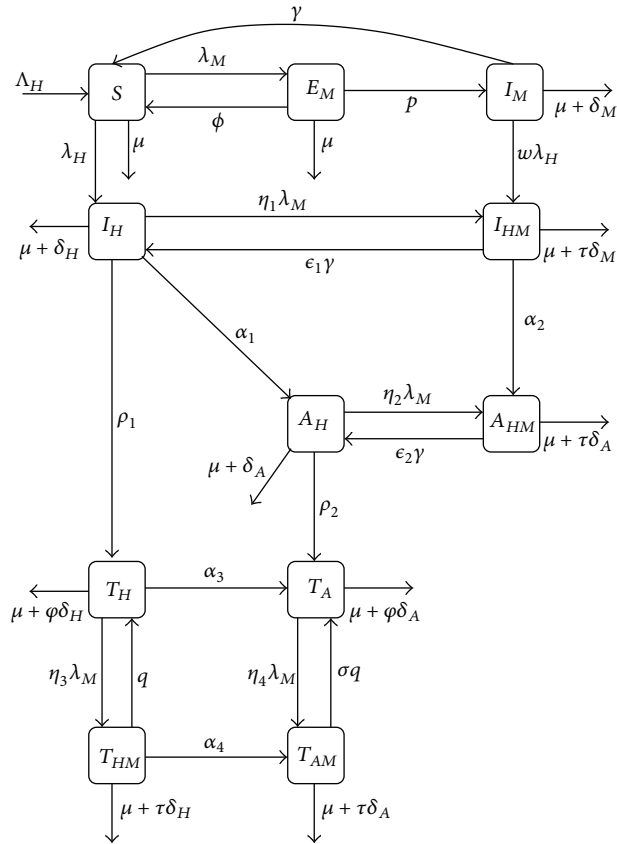 γ
Λ_H
S
λ_M
ϕ
E_M
p
I_M
μ + δ_M
λ_H
μ
μ
wλ_H
I_H
μ + δ_H
η_1λ_M
ϵ_1γ
I_HM
μ + τδ_M
α_1
α_2
ρ_1
A_H
η_2λ_M
ϵ_2γ
A_HM
μ + τδ_A
μ + δ_A
ρ_2
T_H
μ + φδ_H
α_3
T_A
μ + φδ_A
η_3λ_M
q
η_4λ_M
σq
T_HM
α_4
T_AM
μ + τδ_H
μ + τδ_A